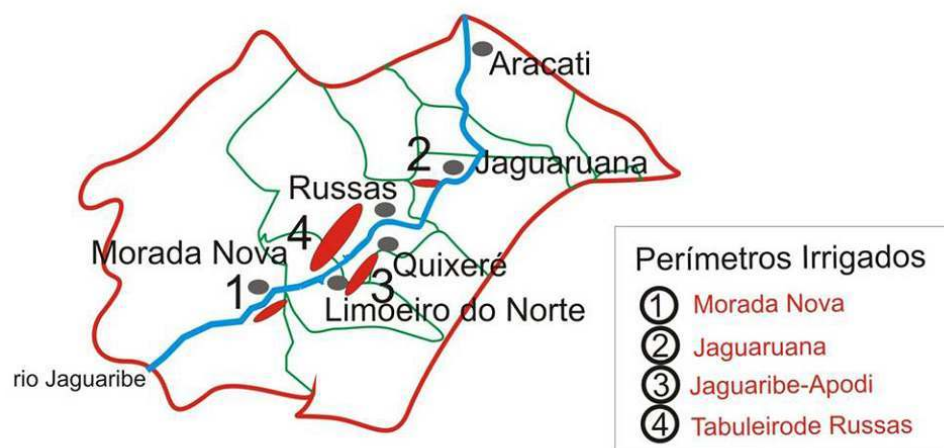 Aracati
2
Jaguaruana
Russas
4
Morada Nova
Quixeré
1
3
Limoeiro do Norte
rio Jaguaribe
Perímetros Irrigados
1 Morada Nova
2 Jaguaruana
3 Jaguaribe-Apodi
4 Tabuleirode Russas